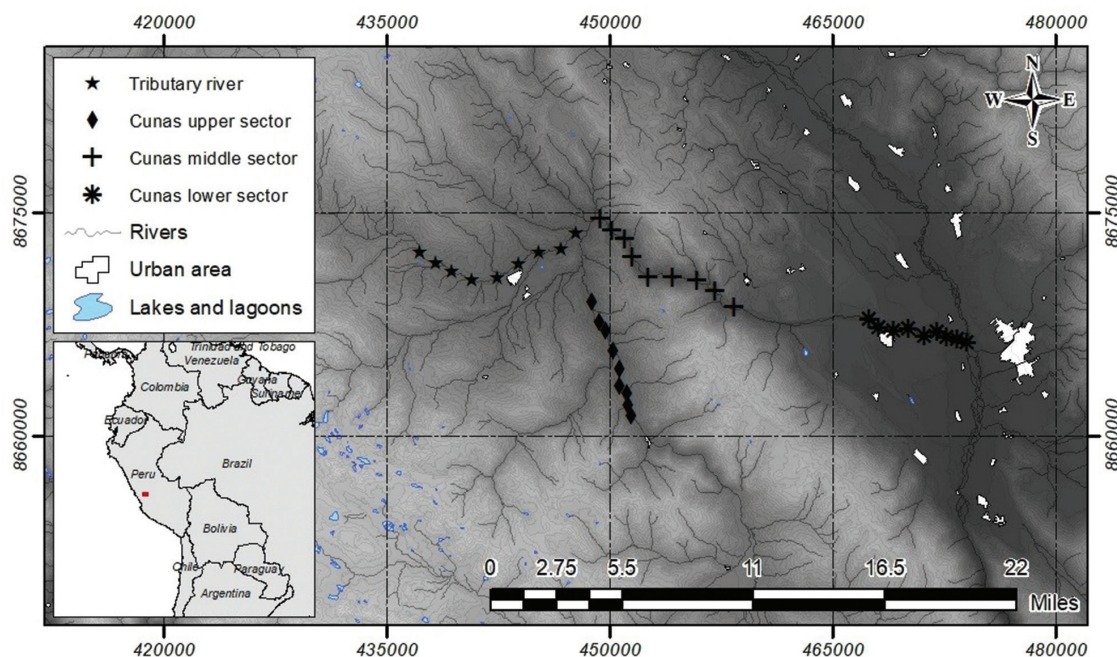 420000 435000 450000 465000 480000
Tributary river
Cunas upper sector
Cunas middle sector
Cunas lower sector
Rivers
Urban area
Lakes and lagoons
N
W E
S
8675000 8675000
8660000 8660000
Panama
Trinidad and Tobago
Venezuela
Guyana
Suriname
Colombia
Ecuador
Peru
Brazil
Bolivia
Chile
Paraguay
Argentina
0 2.75 5.5 11 16.5 22
Miles
420000 435000 450000 465000 480000